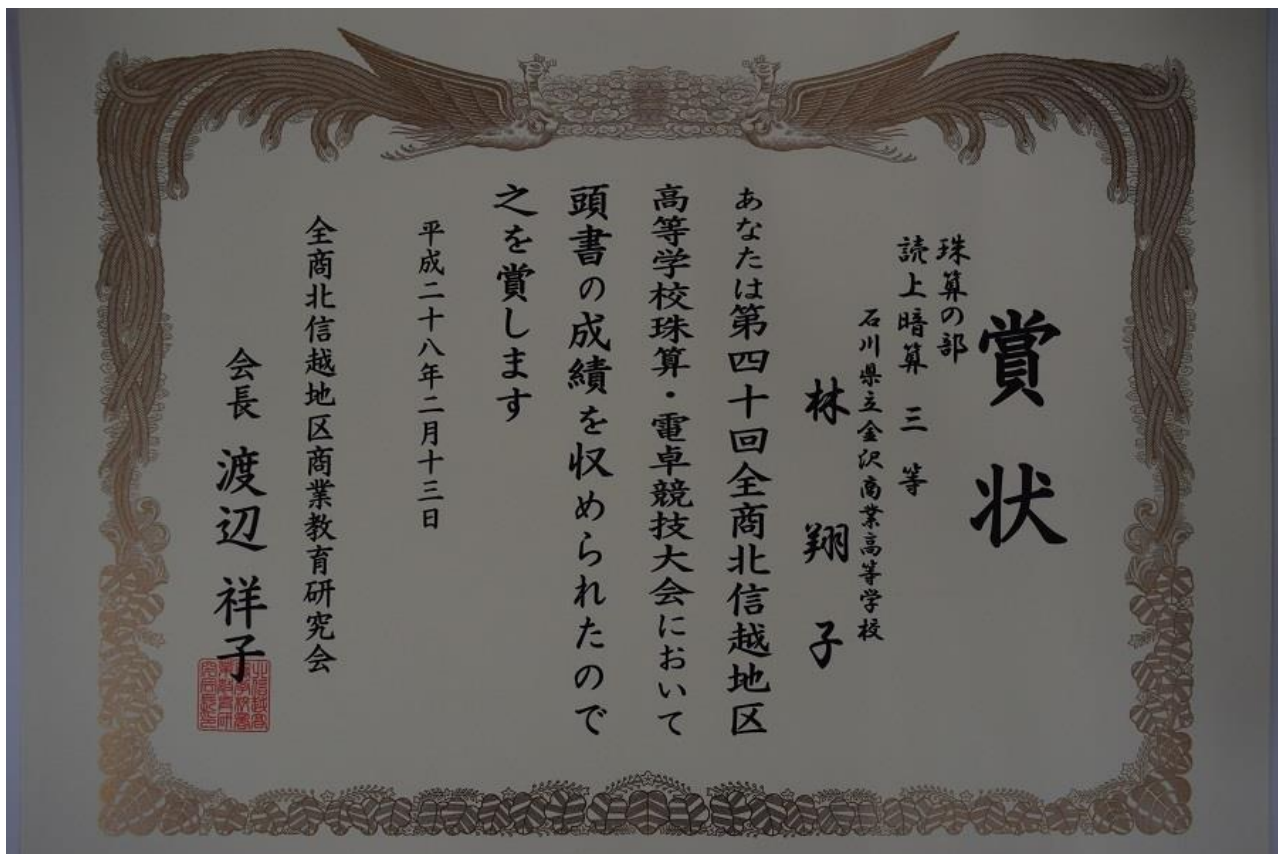 賞状
珠算の部
読上暗算 三等
石川県立金沢商業高等学校
林 翔子
あなたは第四十回全商北信越地区
高等学校珠算・電卓競技大会において
頭書の成績を収められたので
之を賞します
平成二十八年二月十三日
全商北信越地区商業教育研究会
会長 渡辺 祥子